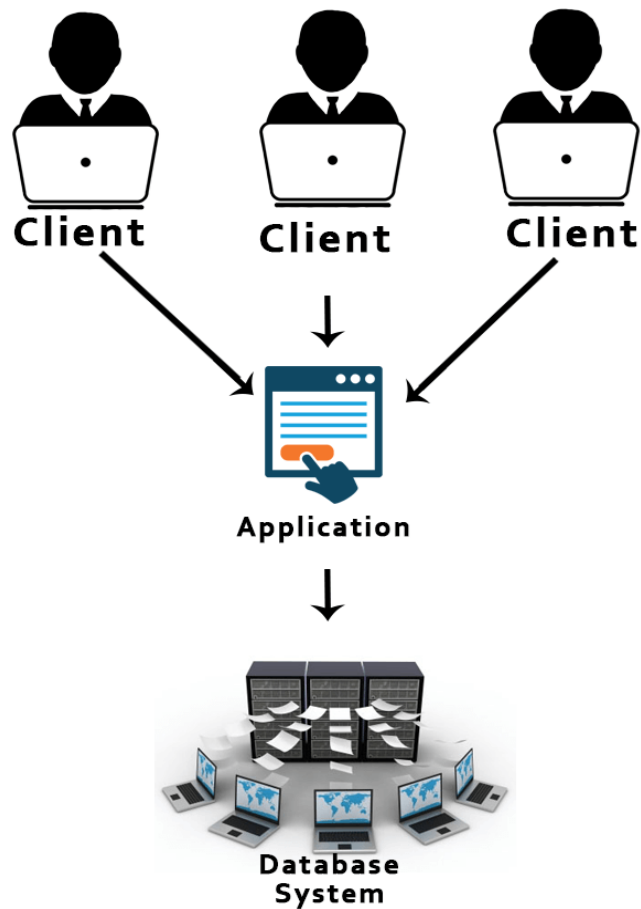 Client
Client
Client
Application
Database
System